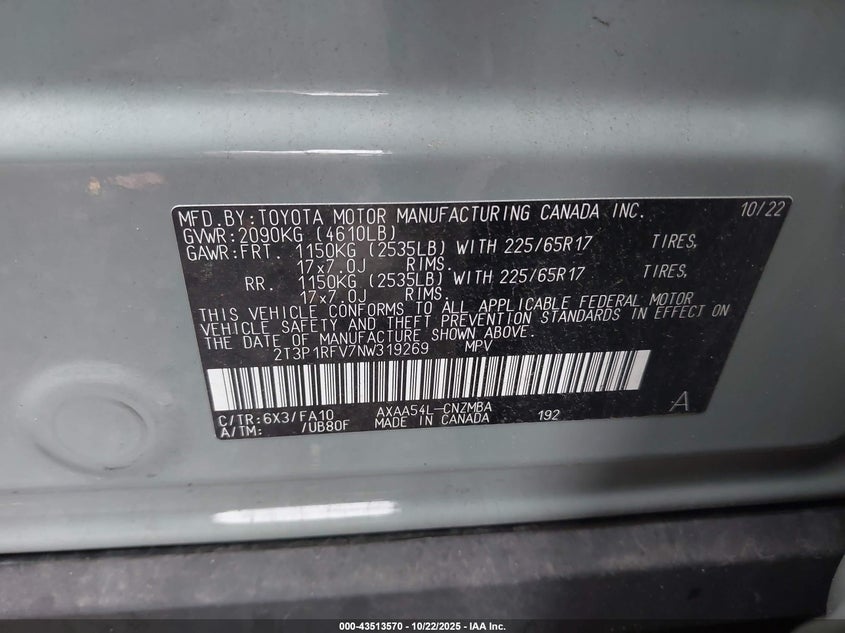 MFD.BY:TOYOTA MOTOR MANUFACTURING CANADA INC. 10/22
GVWR:2090KG (4610LB)
GAWR:FRT. 1150KG (2535LB) WITH 225/65R17 TIRES,
17x7.0J RIMS.
RR. 1150KG (2535LB) WITH 225/65R17 TIRES,
17x7.0J RIMS.
THIS VEHICLE CONFORMS TO ALL APPLICABLE FEDERAL MOTOR
VEHICLE SAFETY AND THEFT PREVENTION STANDARDS IN EFFECT ON
THE DATE OF MANUFACTURE SHOWN ABOVE.
2T3P1RFV7NW319269 MPV
C/TR:6X3/FA10 AXAA54L-CNZMBA 192 A
A/TM: /UB80F MADE IN CANADA
000-43513570 - 10/22/2025 - IAA Inc.